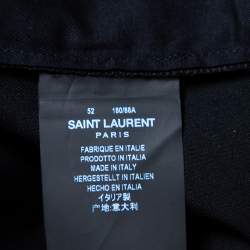 52 180/88A
SAINT LAURENT
PARIS
FABRIQUE EN ITALIE
PRODOTTO IN ITALIA
MADE IN ITALY
HERGESTELLT IN ITALIEN
HECHO EN ITALIA
イタリア製
产地:意大利